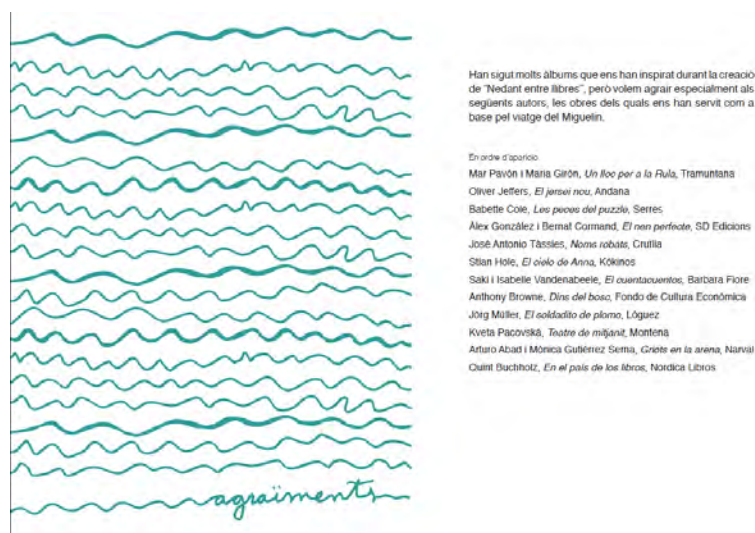 agraïments
Han sigut molts àlbums que ens han inspirat durant la creació
de "Nedant entre llibres", però volem agrair especialment als
següents autors, les obres dels quals ens han servit com a
base pel viatge del Miguelin.
En ordre d'aparició
Mar Pavón i Maria Girón, Un lloc per a la Rula, Tramuntana
Oliver Jeffers, El jersei nou, Andana
Babette Cole, Les peces del puzzle, Serres
Àlex González i Bernat Cormand, El nen perfecte, SD Edicions
José Antonio Tàssies, Noms robats, Cruïlla
Stian Hole, El cielo de Anna, Kókinos
Saki i Isabelle Vandenabeele, El cuentacuentos, Barbara Fiore
Anthony Browne, Dins del bosc, Fondo de Cultura Económica
Jörg Müller, El soldadito de plomo, Lóguez
Kveta Pacovská, Teatre de mitjanit, Montena
Arturo Abad i Mònica Gutiérrez Serna, Griots en la arena, Narval
Quint Buchholz, En el país de los libros, Nordica Libros